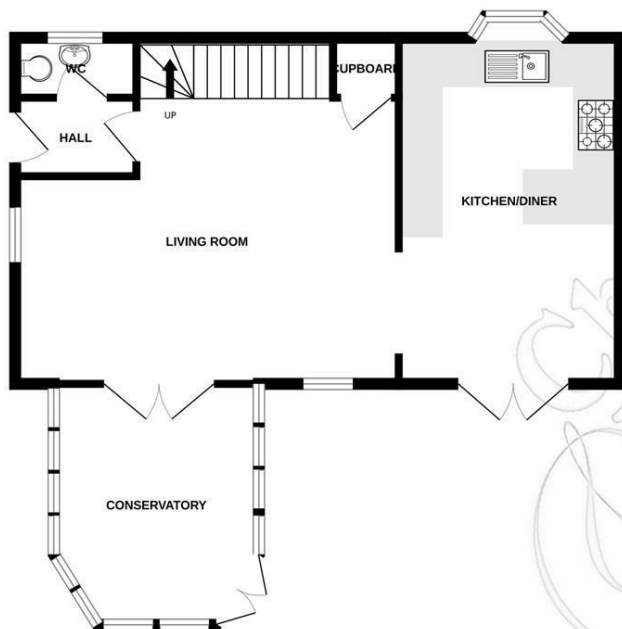 WC
CUPBOARD
UP
HALL
KITCHEN/DINER
LIVING ROOM
CONSERVATORY